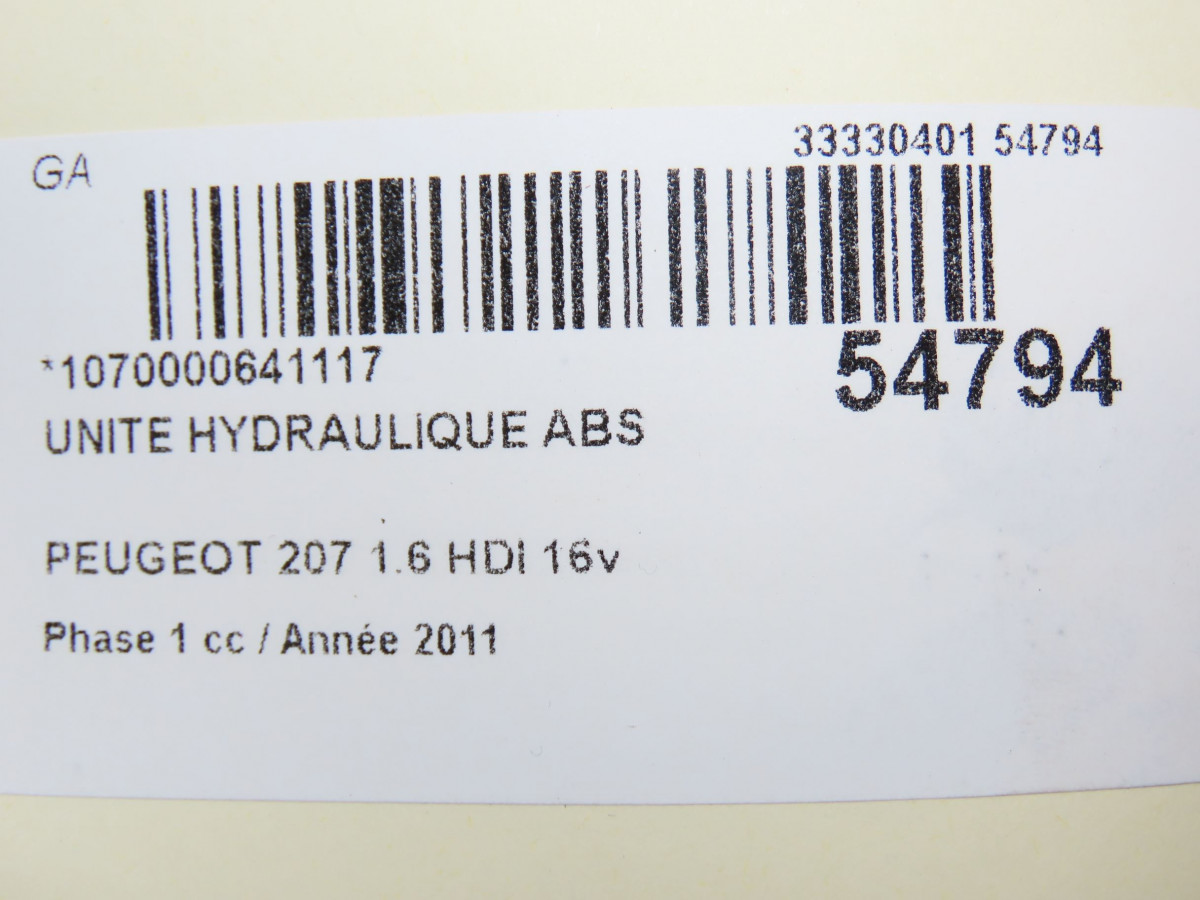 33330401 54794
GA
*1070000641117
54794
UNITE HYDRAULIQUE ABS
PEUGEOT 207 1.6 HDI 16v
Phase 1 cc / Année 2011